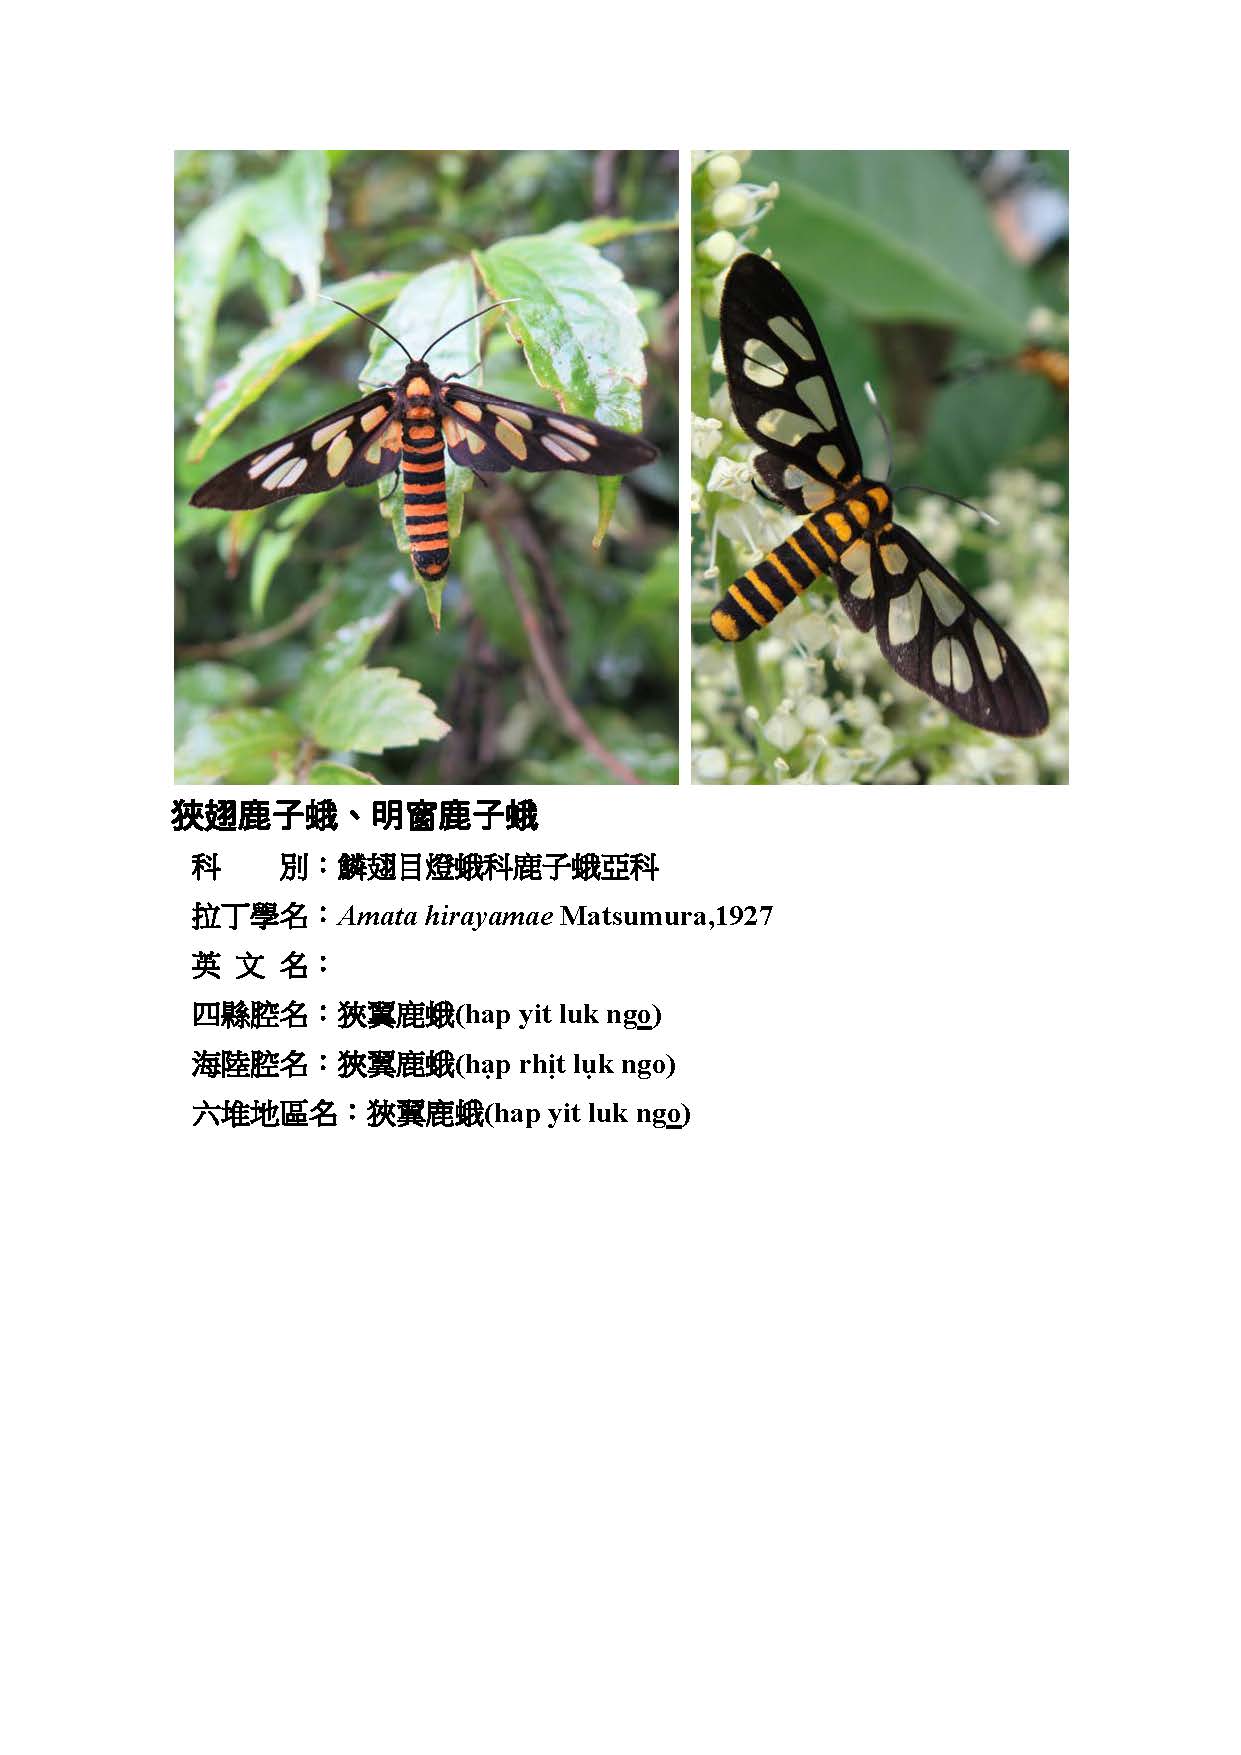 狹翅鹿子蛾、明窗鹿子蛾
科　　別：鱗翅目燈蛾科鹿子蛾亞科
拉丁學名：Amata hirayamae Matsumura,1927
英 文 名：
四縣腔名：狹翼鹿蛾(hap yit luk ngo)
海陸腔名：狹翼鹿蛾(hạp rhịt lụk ngo)
六堆地區名：狹翼鹿蛾(hap yit luk ngo)